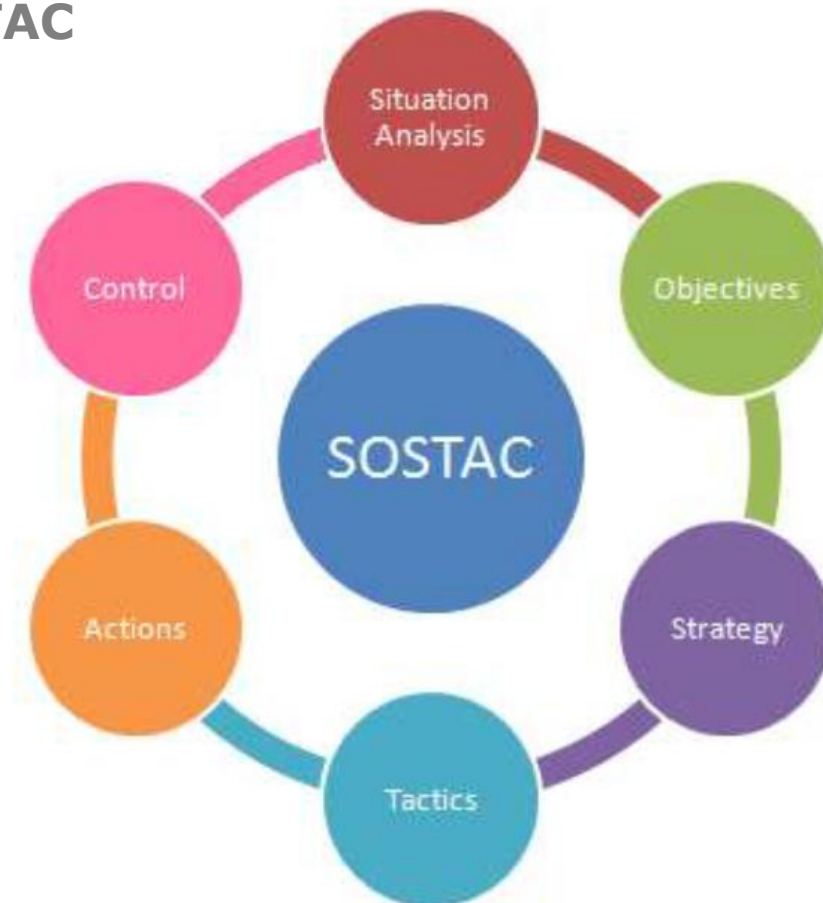 TAC
Situation
Analysis
Objectives
Strategy
Tactics
Actions
Control
SOSTAC